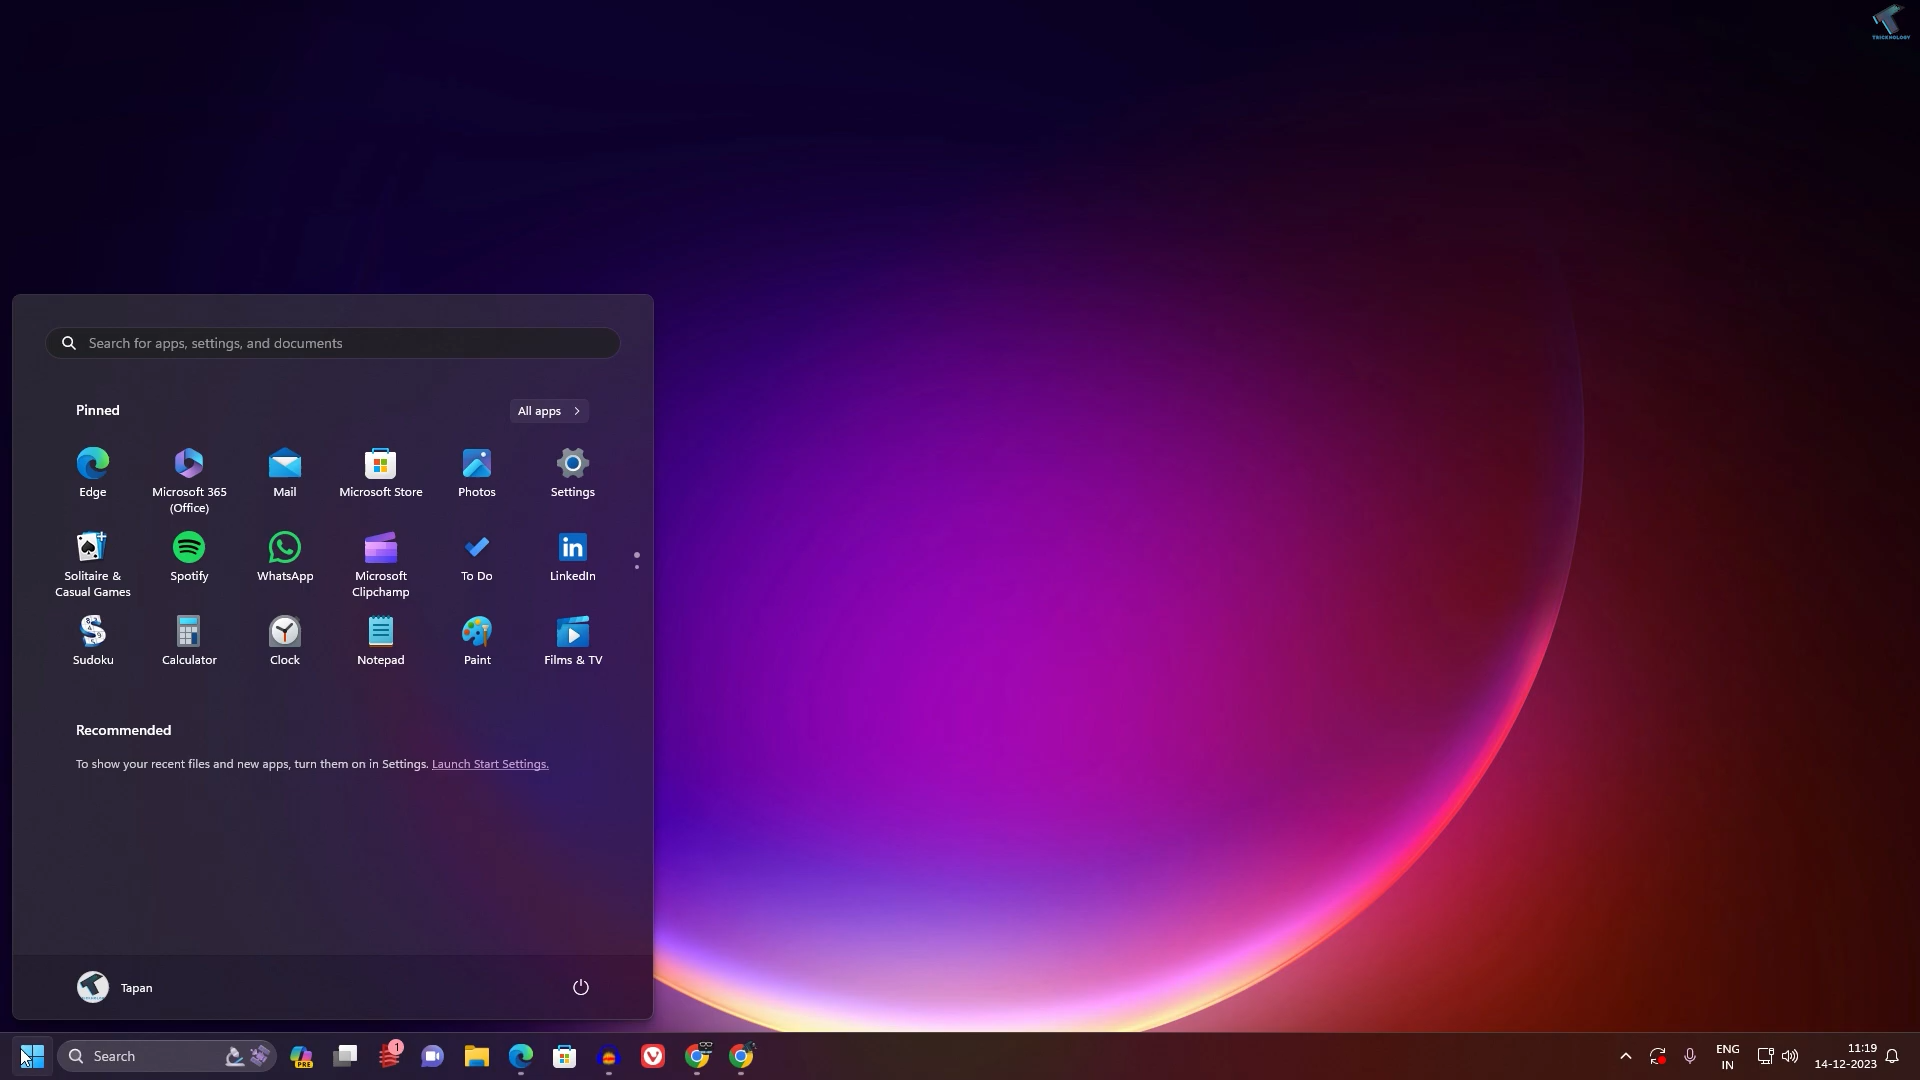 TRICKNOLOGY
Search for apps, settings, and documents
Pinned
All apps
Edge
Microsoft 365
(Office)
Mail
Microsoft Store
Photos
Settings
Solitaire &
Casual Games
Spotify
WhatsApp
Microsoft
Clipchamp
To Do
LinkedIn
Sudoku
Calculator
Clock
Notepad
Paint
Films & TV
Recommended
To show your recent files and new apps, turn them on in Settings. Launch Start Settings.
Tapan
Search
PRE
1
ENG
IN
11:19
14-12-2023